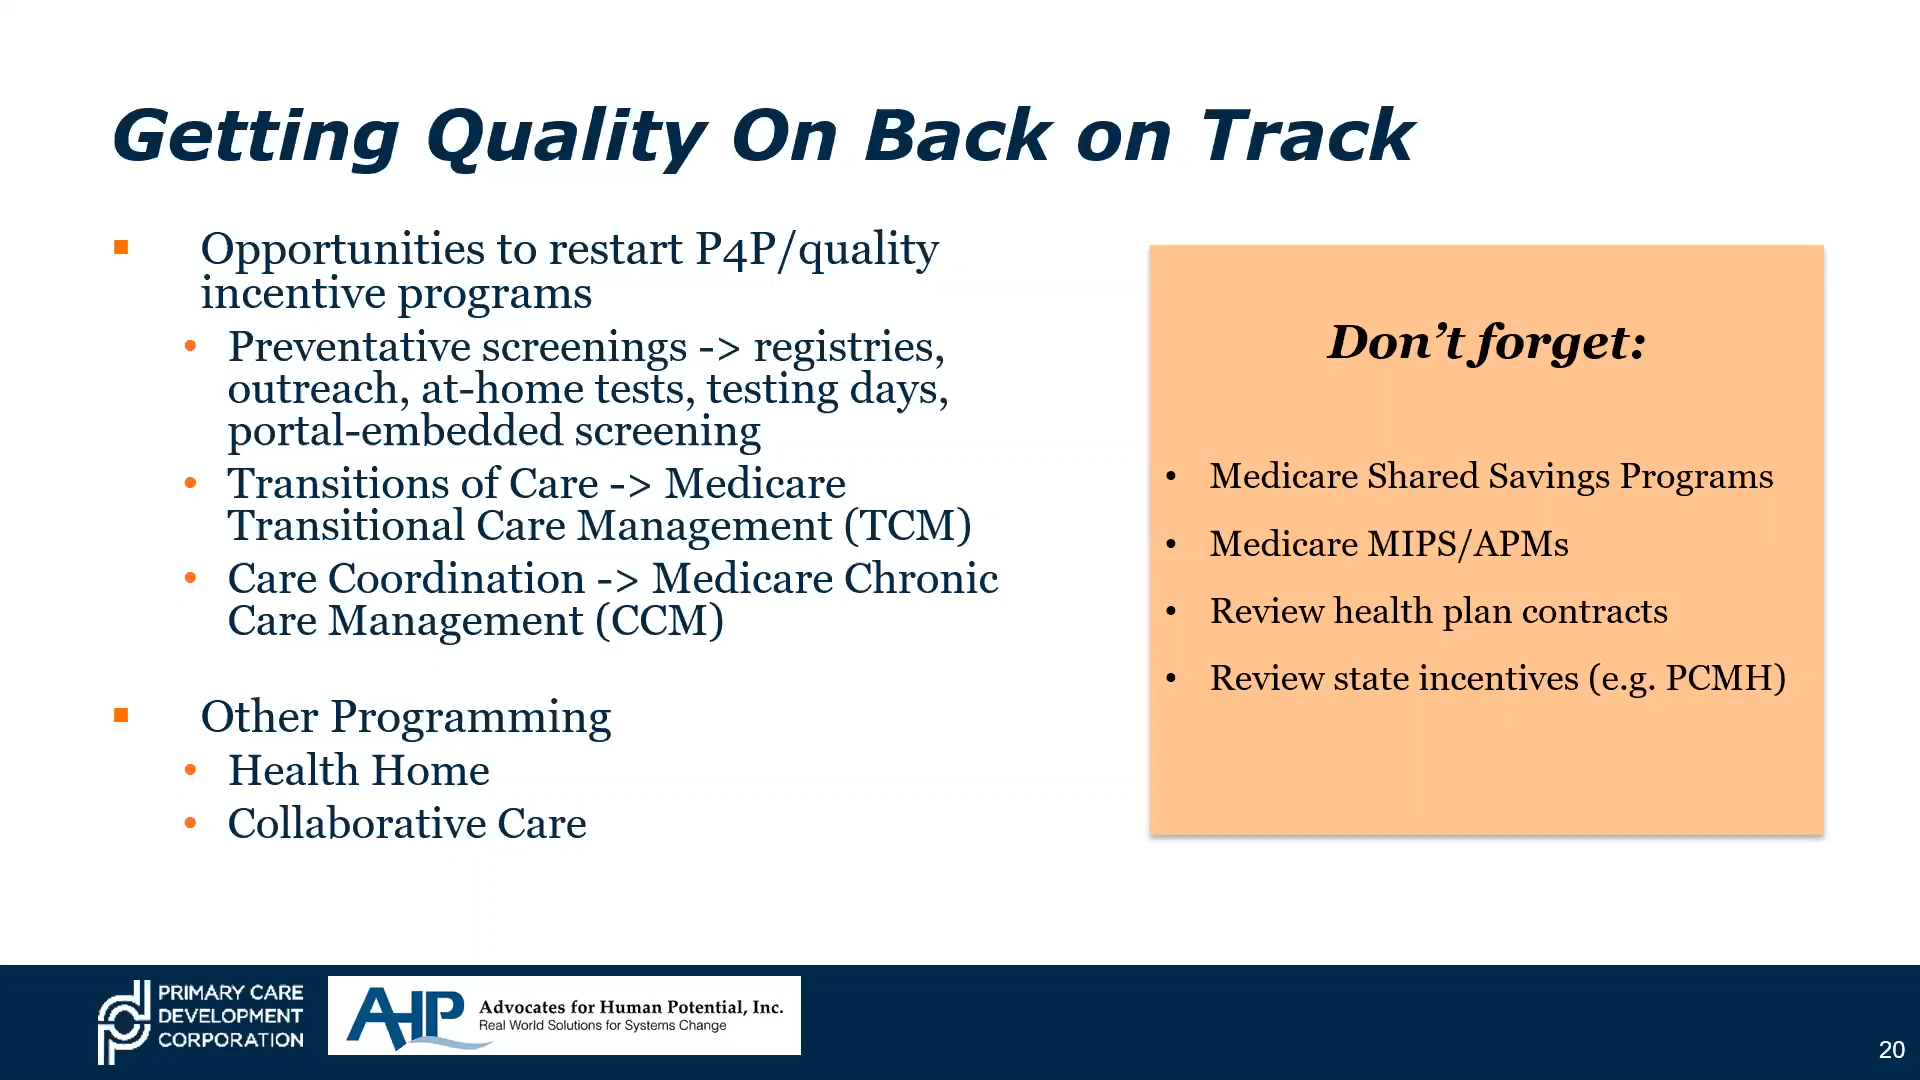 Getting Quality On Back on Track
▪ Opportunities to restart P4P/quality
incentive programs
• Preventative screenings -> registries,
outreach, at-home tests, testing days,
portal-embedded screening
• Transitions of Care -> Medicare
Transitional Care Management (TCM)
• Care Coordination -> Medicare Chronic
Care Management (CCM)
▪ Other Programming
• Health Home
• Collaborative Care
Don’t forget:
• Medicare Shared Savings Programs
• Medicare MIPS/APMs
• Review health plan contracts
• Review state incentives (e.g. PCMH)
PRIMARY CARE
DEVELOPMENT
CORPORATION
AHP
Advocates for Human Potential, Inc.
Real World Solutions for Systems Change
20